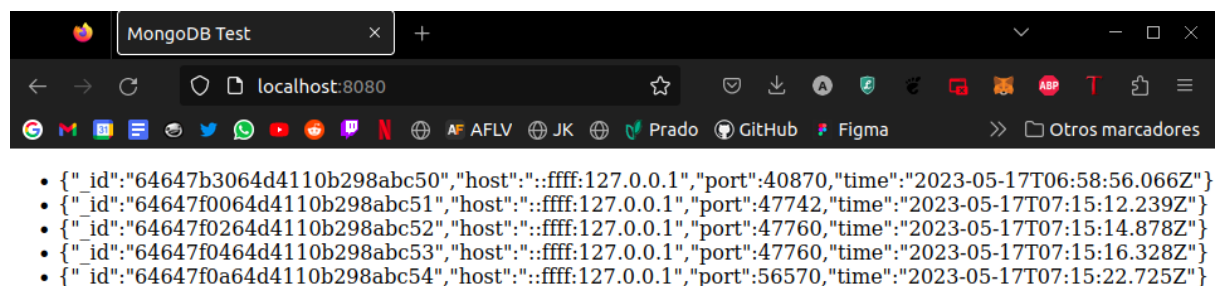 MongoDB Test
localhost:8080
A ABP T
31 AF AFLV JK Prado GitHub Figma Otros marcadores
• {"_id":"64647b3064d4110b298abc50","host":"::ffff:127.0.0.1","port":40870,"time":"2023-05-17T06:58:56.066Z"}
• {"_id":"64647f0064d4110b298abc51","host":"::ffff:127.0.0.1","port":47742,"time":"2023-05-17T07:15:12.239Z"}
• {"_id":"64647f0264d4110b298abc52","host":"::ffff:127.0.0.1","port":47760,"time":"2023-05-17T07:15:14.878Z"}
• {"_id":"64647f0464d4110b298abc53","host":"::ffff:127.0.0.1","port":47760,"time":"2023-05-17T07:15:16.328Z"}
• {"_id":"64647f0a64d4110b298abc54","host":"::ffff:127.0.0.1","port":56570,"time":"2023-05-17T07:15:22.725Z"}